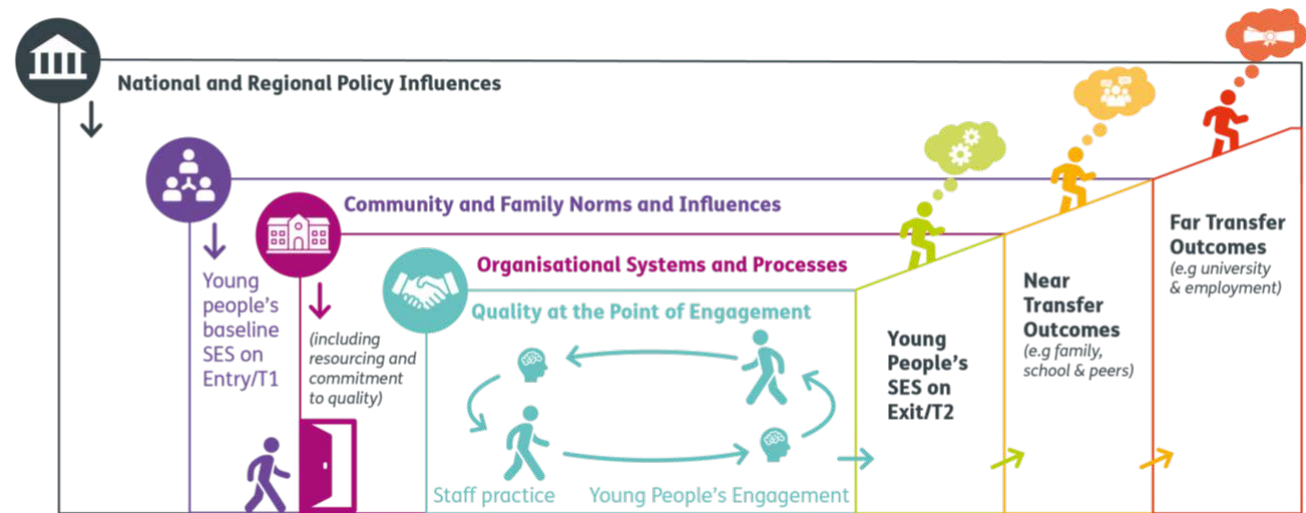 National and Regional Policy Influences
Community and Family Norms and Influences
Young
people's
baseline
SES on
Entry/T1
Organisational Systems and Processes
(including
resourcing and
commitment
to quality)
Quality at the Point of Engagement
Staff practice
Young People's Engagement
Young
People's
SES on
Exit/T2
Near
Transfer
Outcomes
(e.g family,
school & peers)
Far Transfer
Outcomes
(e.g university
& employment)